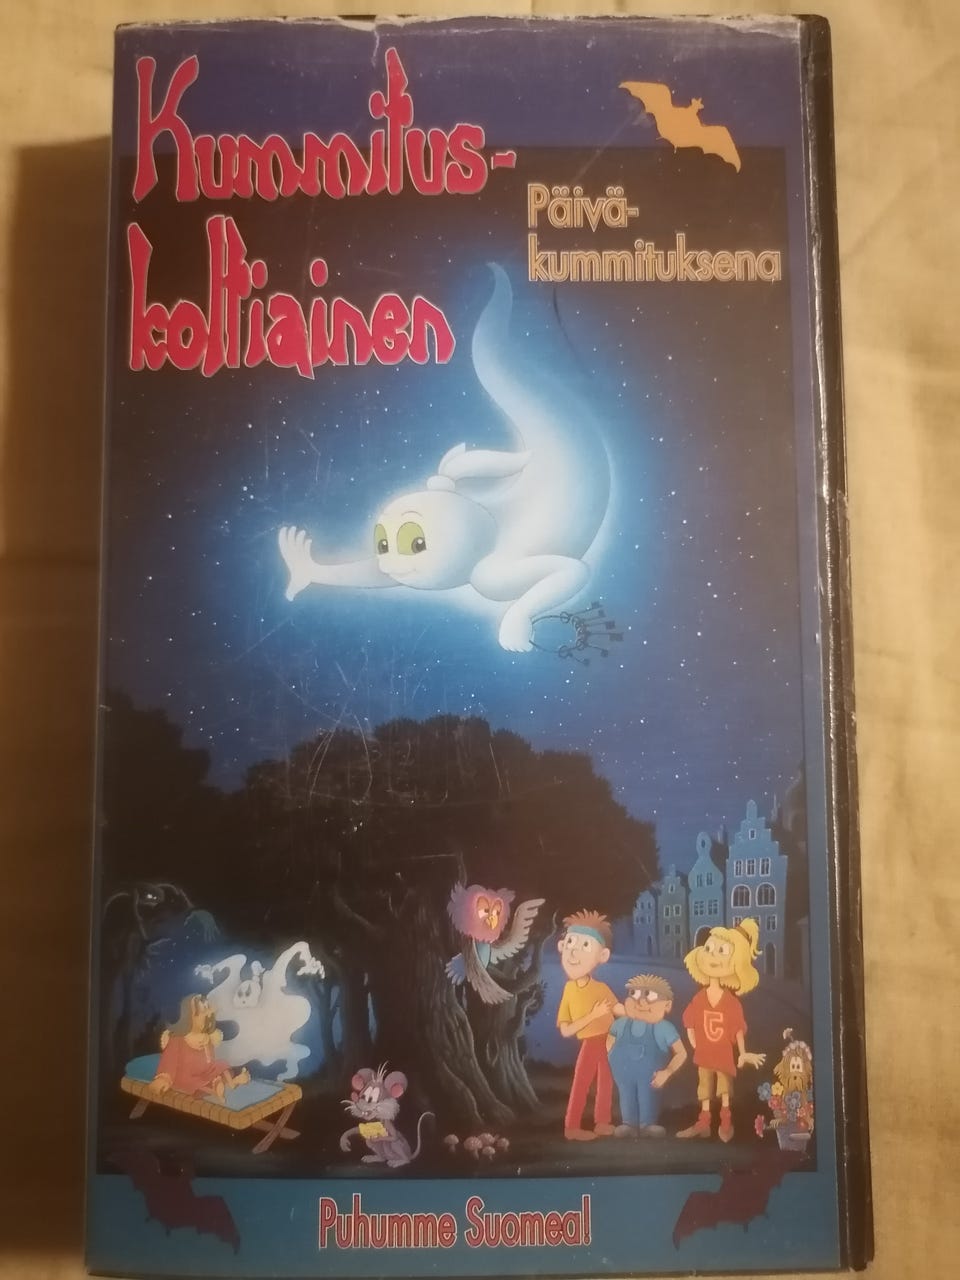 Kummitus-
koltiainen
Päivä-
kummituksena
Puhumme Suomea!